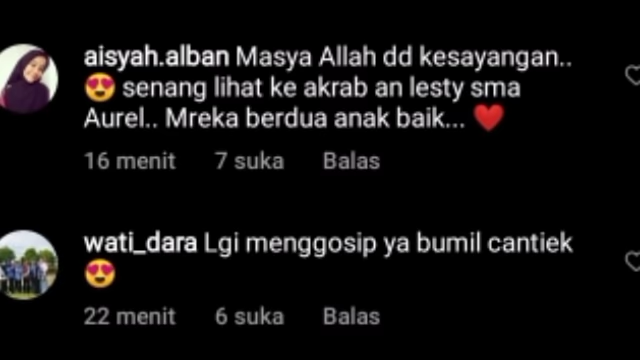 aisyah.alban Masya Allah dd kesayangan..
😍 senang lihat ke akrab an lesty sma
Aurel.. Mreka berdua anak baik... ❤️
16 menit 7 suka Balas
wati_dara Lgi menggosip ya bumil cantiek
😍
22 menit 6 suka Balas